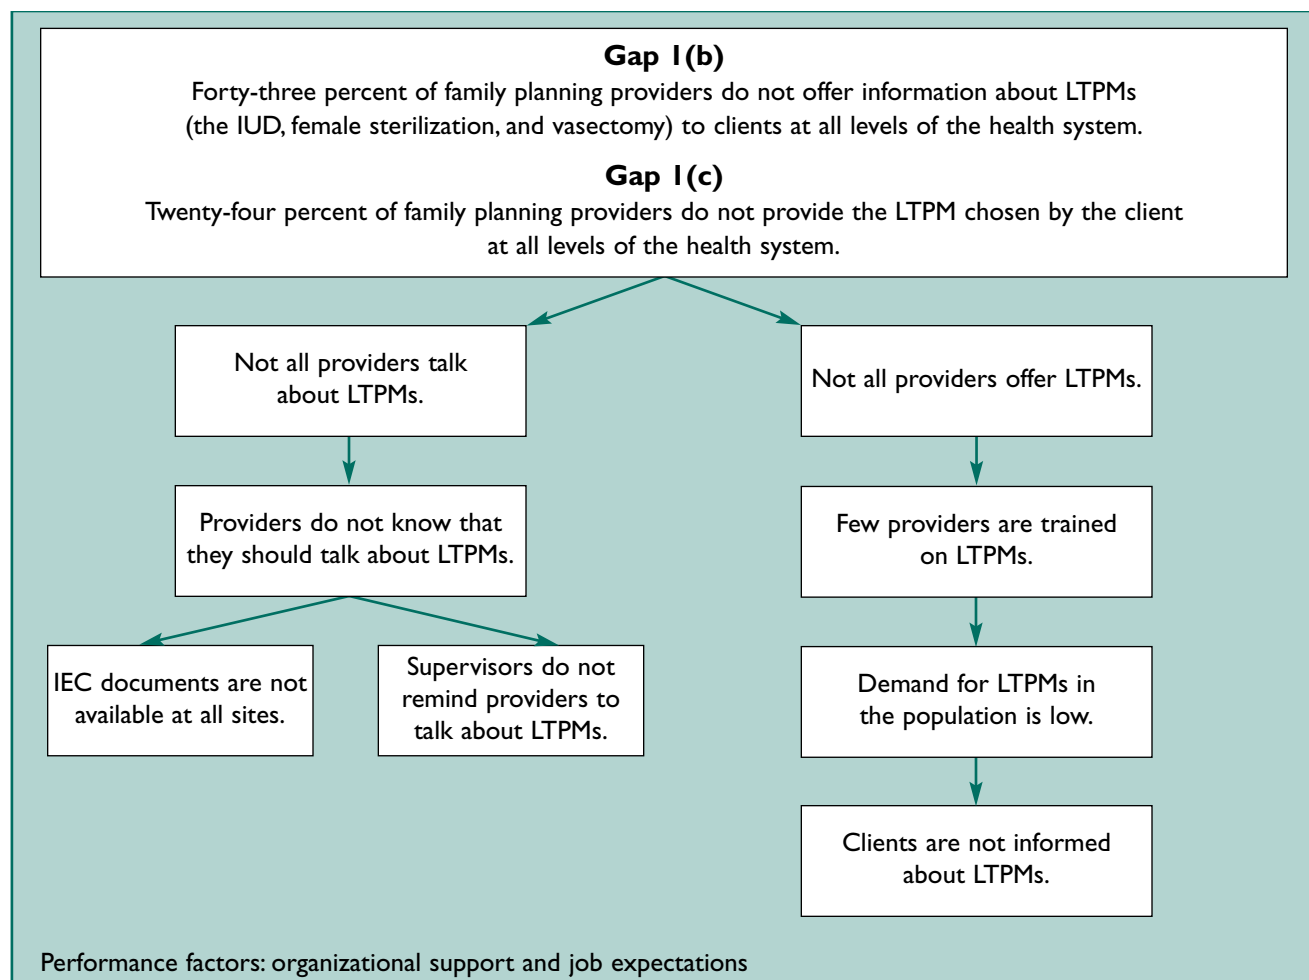 Gap 1(b)
Forty-three percent of family planning providers do not offer information about LTPMs
(the IUD, female sterilization, and vasectomy) to clients at all levels of the health system.
Gap 1(c)
Twenty-four percent of family planning providers do not provide the LTPM chosen by the client
at all levels of the health system.
Not all providers talk
about LTPMs.
Not all providers offer LTPMs.
Providers do not know that
they should talk about LTPMs.
Few providers are trained
on LTPMs.
IEC documents are not
available at all sites.
Supervisors do not
remind providers to
talk about LTPMs.
Demand for LTPMs in
the population is low.
Clients are not informed
about LTPMs.
Performance factors: organizational support and job expectations